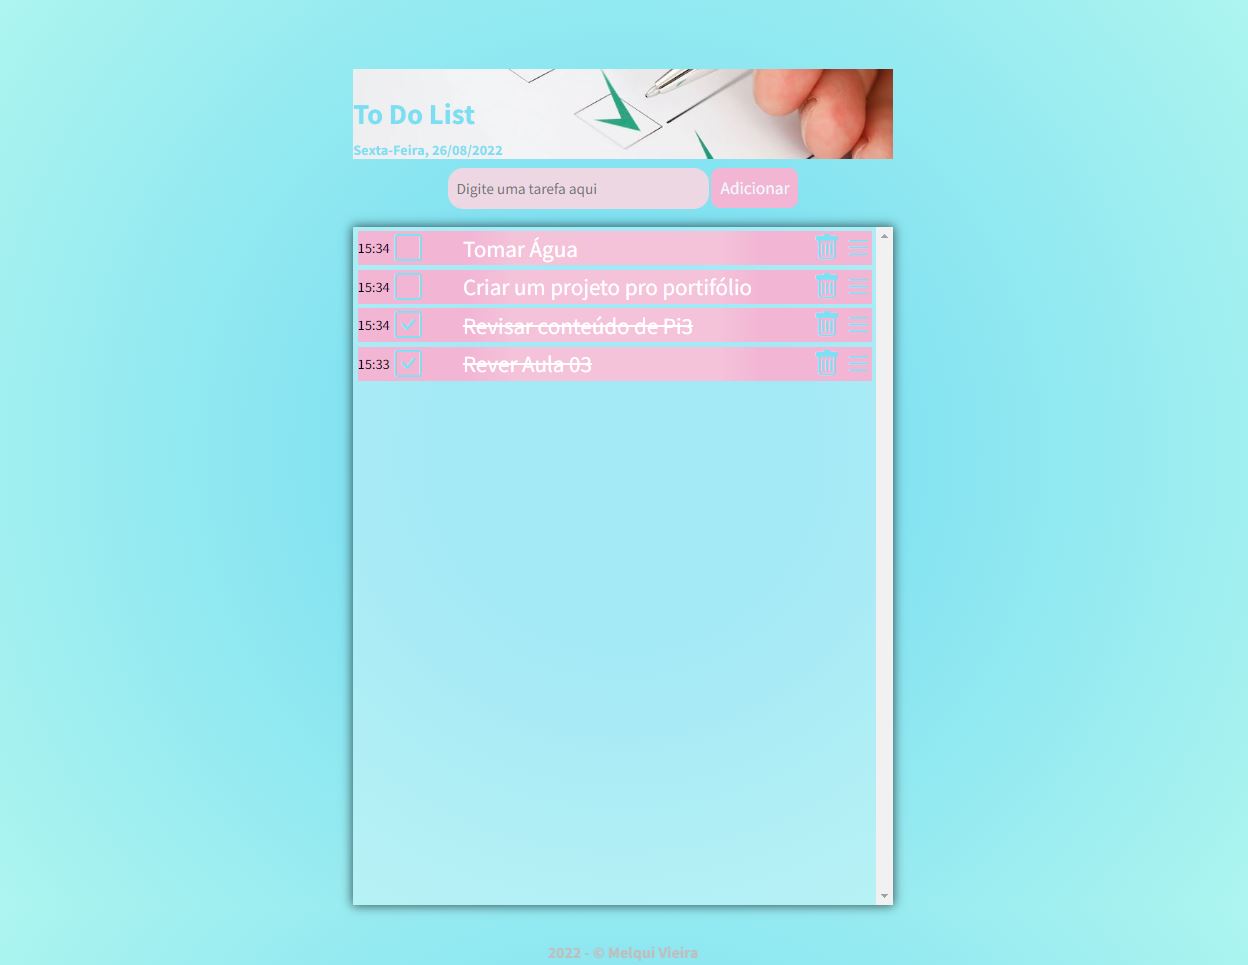 To Do List
Sexta-Feira, 26/08/2022
Digite uma tarefa aqui
Adicionar
15:34 Tomar Água
15:34 Criar um projeto pro portifólio
15:34 Revisar conteúdo de Pi3
15:33 Rever Aula 03
2022 - © Melqui Vieira